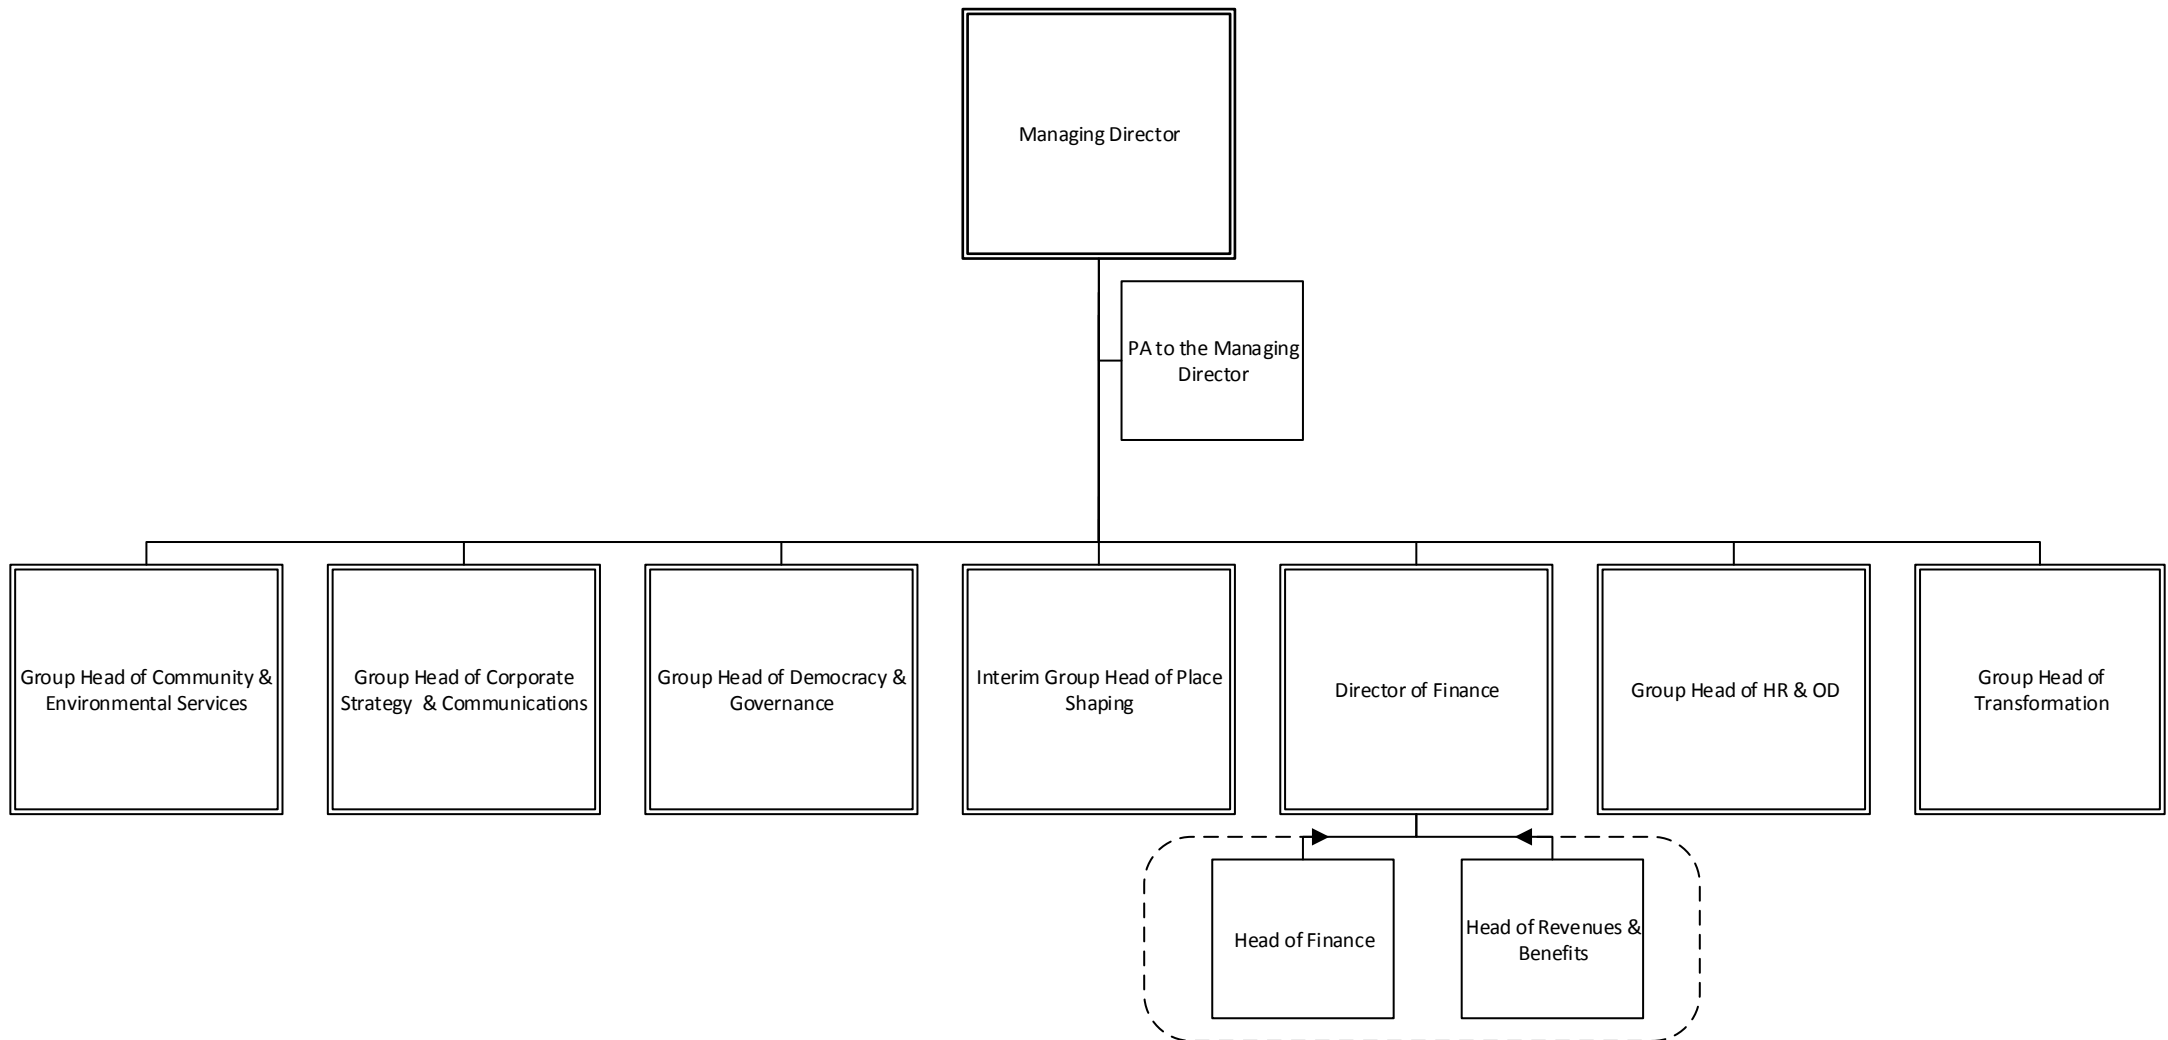 Managing Director
PA to the Managing
Director
Group Head of Community &
Environmental Services
Group Head of Corporate
Strategy  & Communications
Group Head of Democracy &
Governance
Interim Group Head of Place
Shaping
Director of Finance
Group Head of HR & OD
Group Head of
Transformation
Head of Finance
Head of Revenues &
Benefits